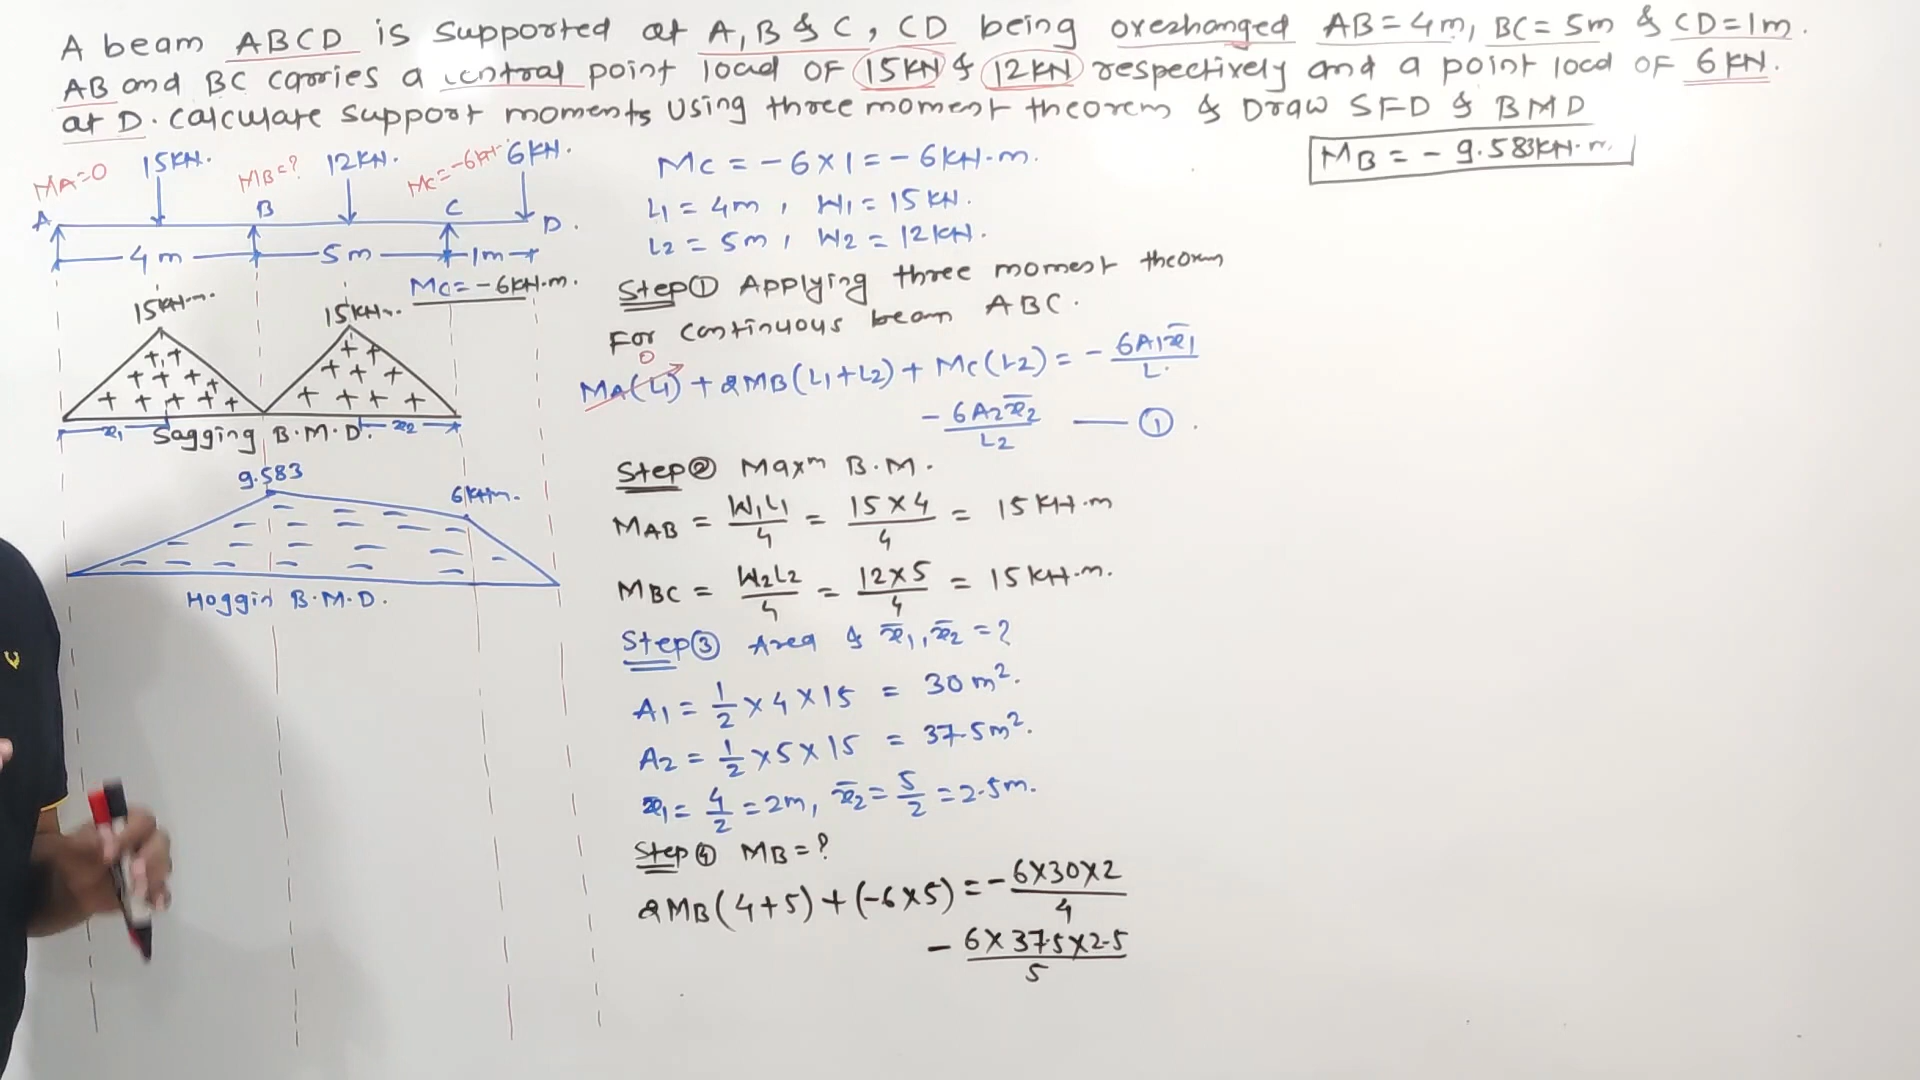 A beam ABCD is supported at A, B & C, CD being overhanged AB = 4m, BC = 5m & CD = 1m.
AB and BC carries a central point load OF 15KN & 12KN respectively and a point load OF 6KN.
at D. Calculate support moments Using three moment theorem & Draw SFD & BMD
MB = - 9.583KN.m
MA=0
15KN.
MB=?
12KN.
MC=-6KN
6KN.
A
B
C
D.
4m
5m
1m
MC = -6KN.m.
15KN.m.
15KN..
x1
Sagging B.M.D.
x2
9.583
6KNm.
Hoggin B.M.D.
MC = -6×1 = -6KN.m.
L1 = 4m, W1 = 15KN.
L2 = 5m, W2 = 12KN.
Step① Applying three moment theorm
For continuous beam ABC.
0
MA(L1) + 2MB(L1+L2) + MC(L2) = - 6A1x̄1/L.
- 6A2x̄2/L2 — ①.
Step② Maxm B.M.
MAB = W1L1/4 = 15×4/4 = 15KN.m
MBC = W2L2/4 = 12×5/4 = 15KN.m.
Step③ Area & x̄1, x̄2 = ?
A1 = 1/2 × 4 × 15 = 30m².
A2 = 1/2 × 5 × 15 = 37.5m².
x̄1 = 4/2 = 2m, x̄2 = 5/2 = 2.5m.
Step④ MB = ?
2MB(4+5) + (-6×5) = - 6×30×2/4
- 6×37.5×2.5/5